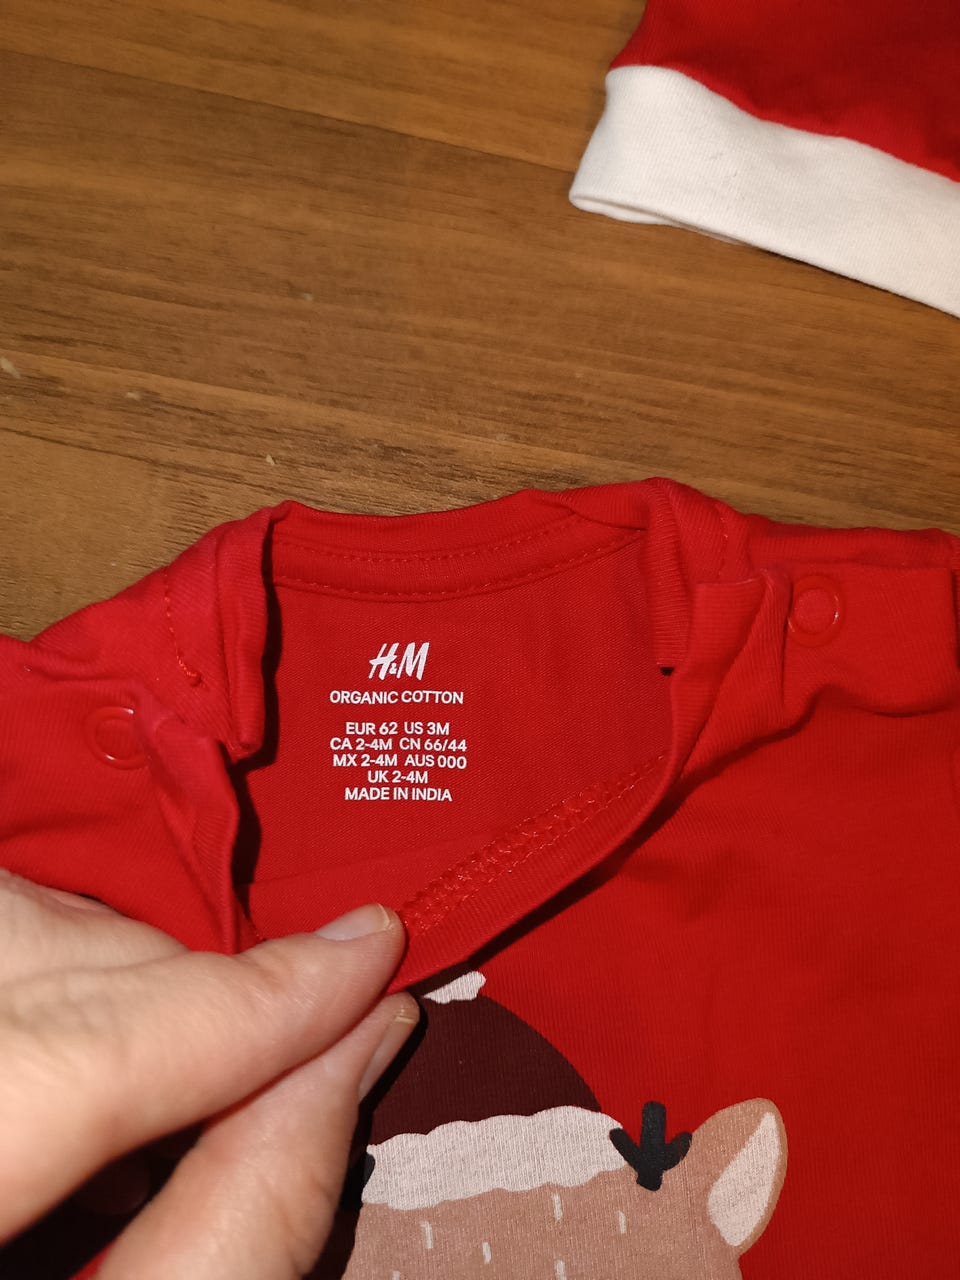 H&M
ORGANIC COTTON
EUR 62 US 3M
CA 2-4M CN 66/44
MX 2-4M AUS 000
UK 2-4M
MADE IN INDIA